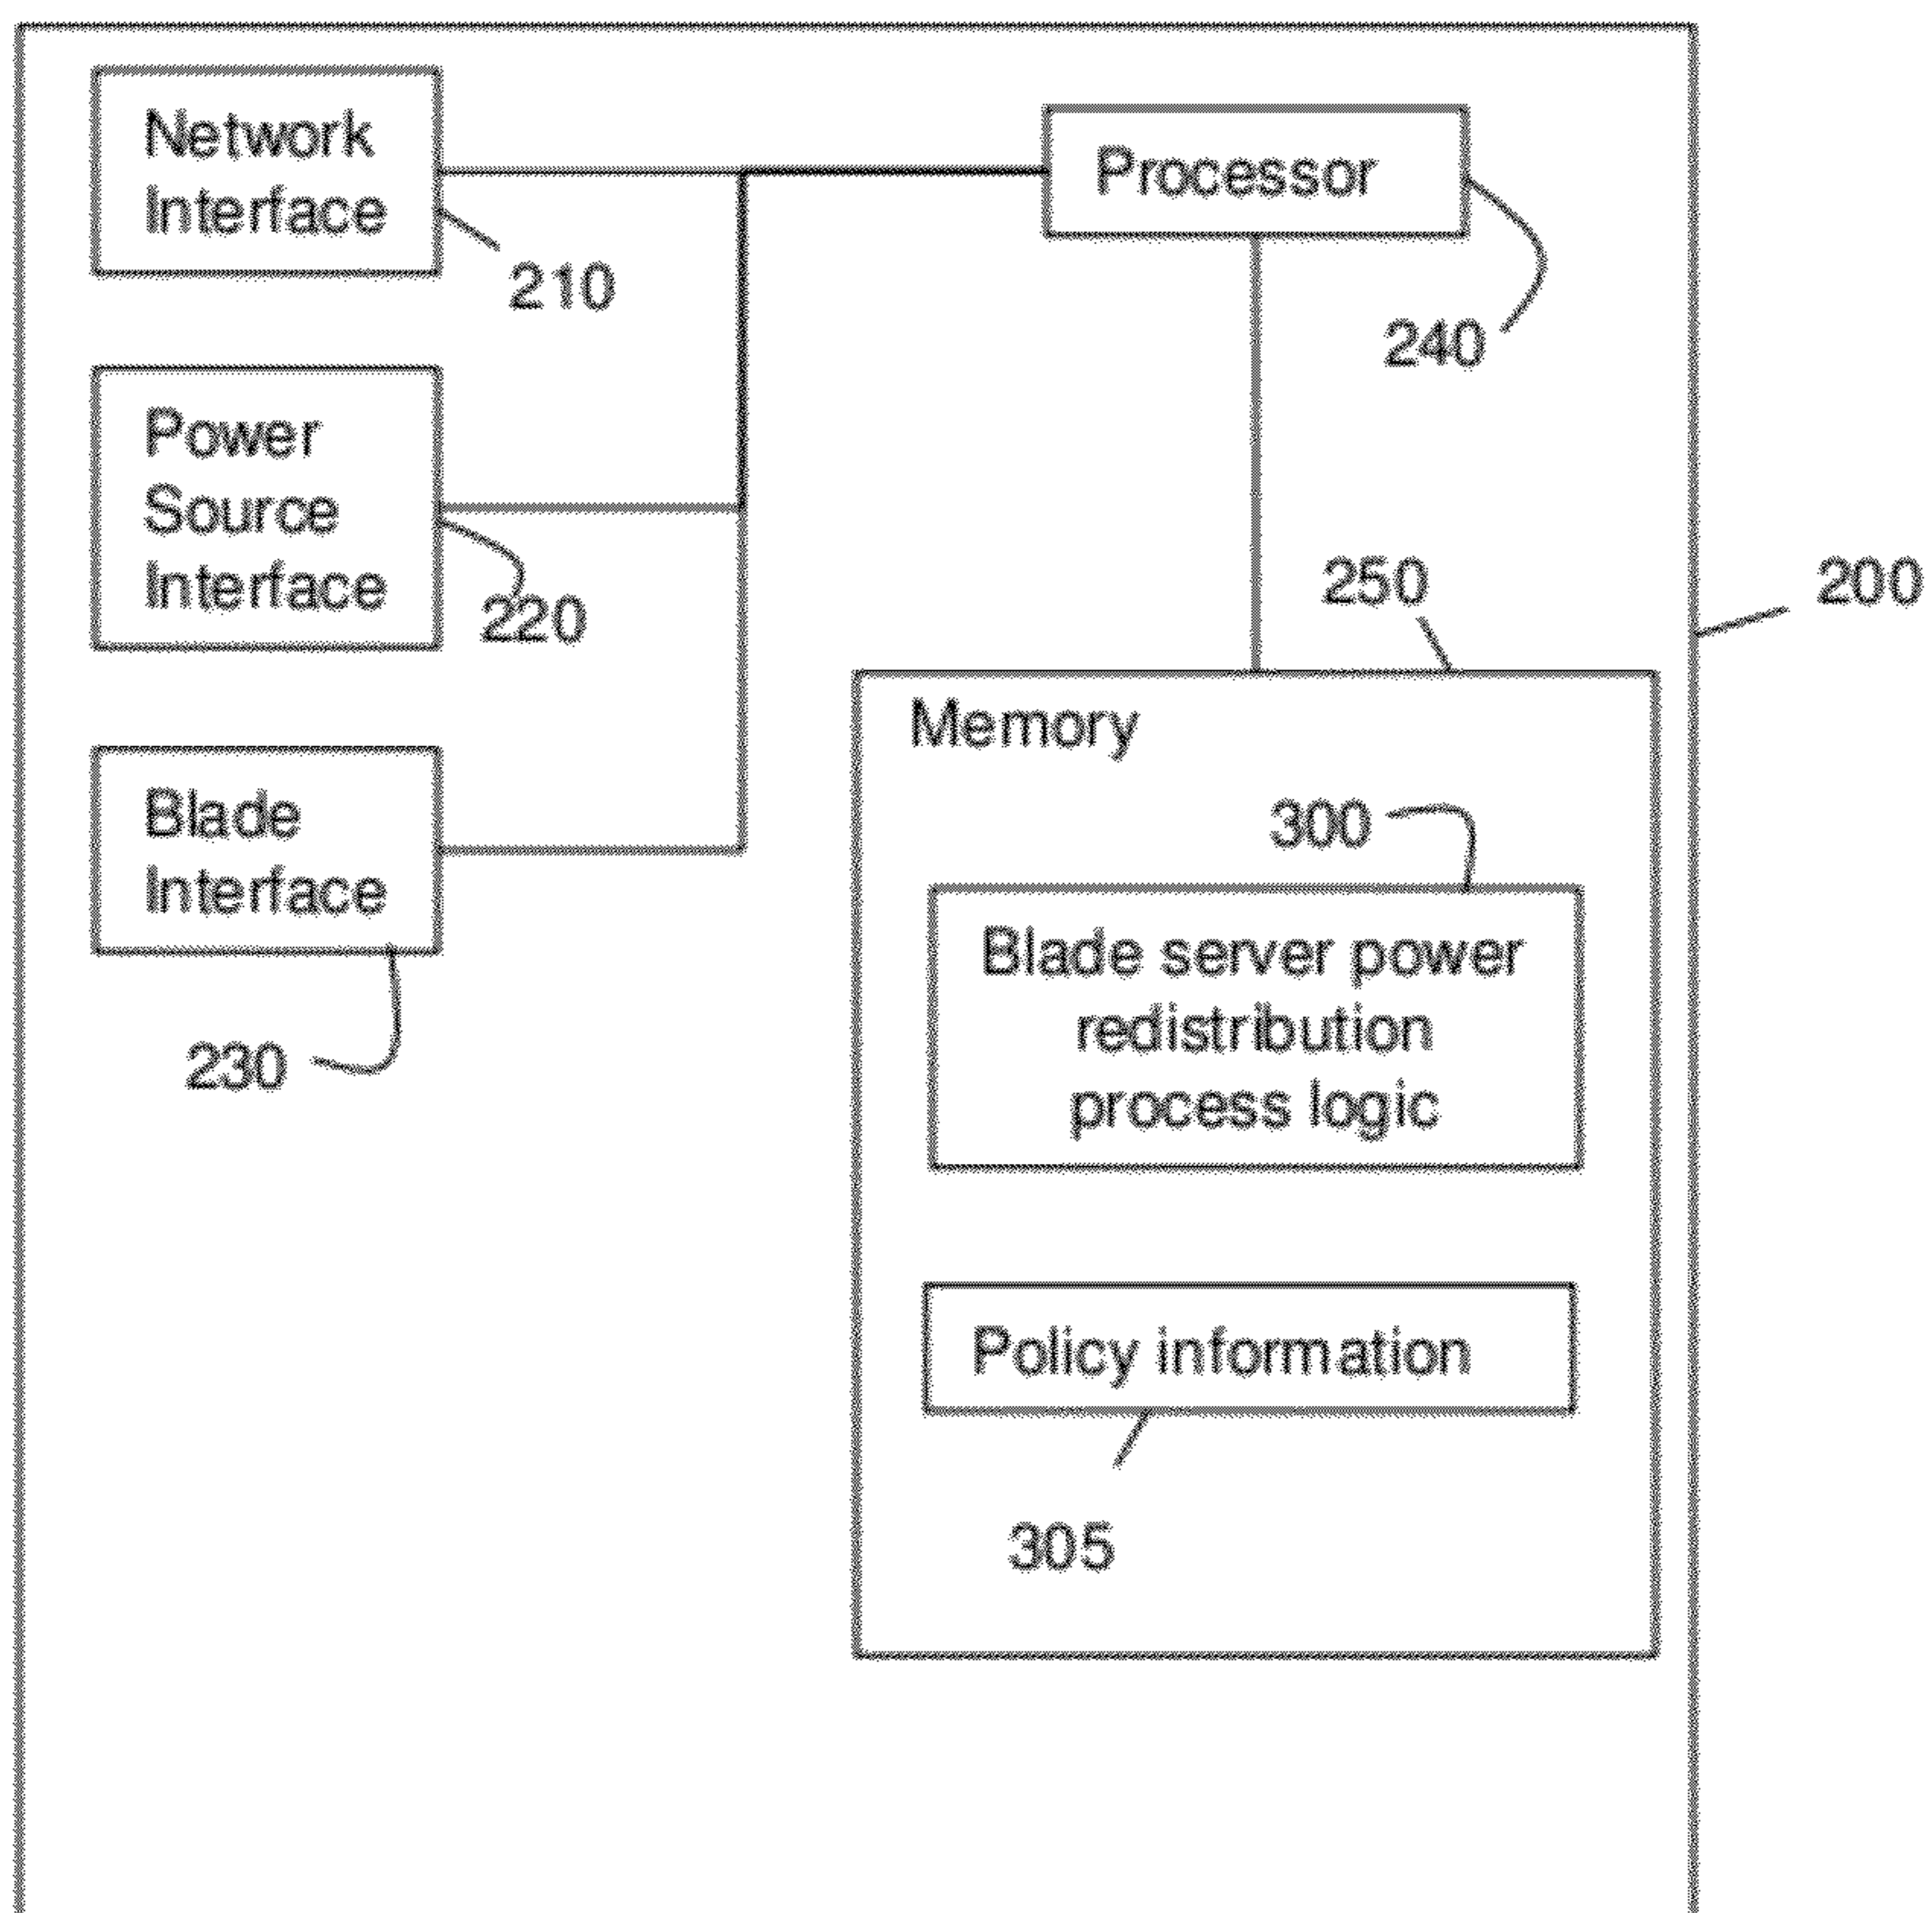 Network
Interface
210
Processor
240
Power
Source
Interface
220
250
200
Blade
Interface
230
Memory
300
Blade server power
redistribution
process logic
Policy information
305